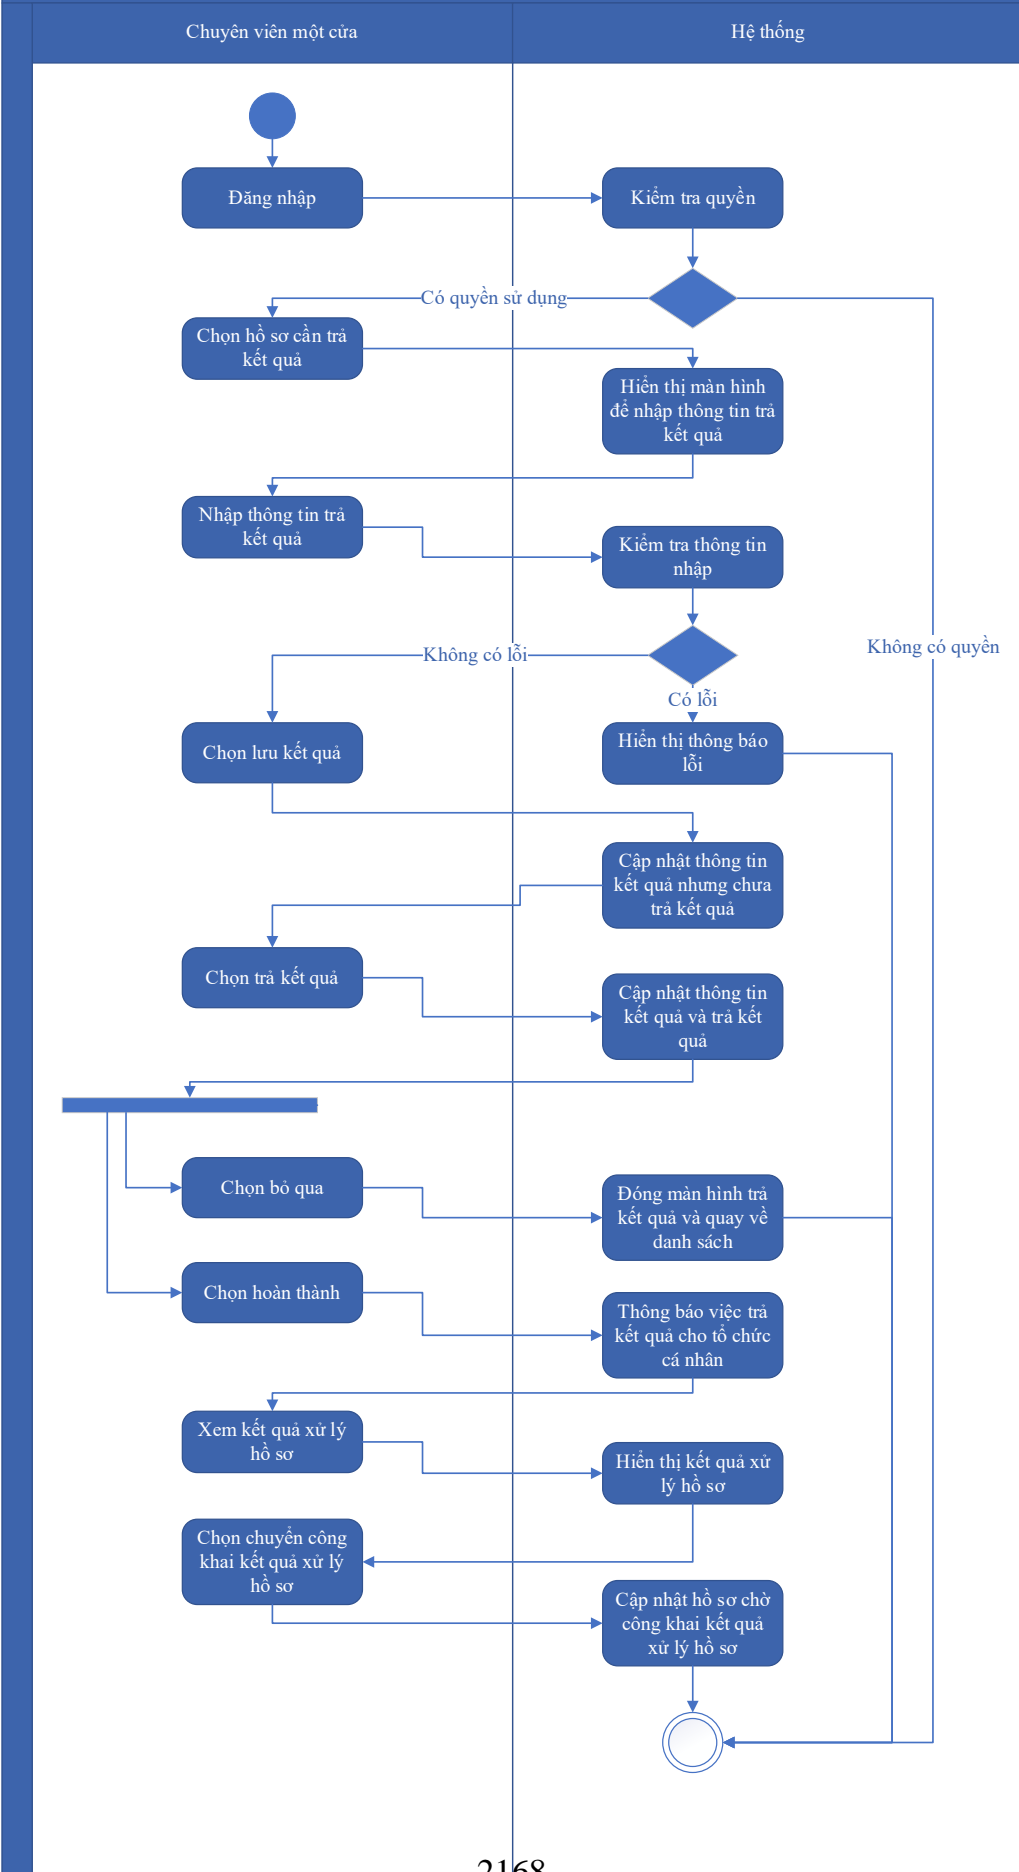 Chuyên viên một cửa
Hệ thống
Đăng nhập
Kiểm tra quyền
Có quyền sử dụng
Chọn hồ sơ cần trả
kết quả
Hiển thị màn hình
để nhập thông tin trả
kết quả
Nhập thông tin trả
kết quả
Kiểm tra thông tin
nhập
Không có quyền
Không có lỗi
Có lỗi
Chọn lưu kết quả
Hiển thị thông báo
lỗi
Cập nhật thông tin
kết quả nhưng chưa
trả kết quả
Chọn trả kết quả
Cập nhật thông tin
kết quả và trả kết
quả
Chọn bỏ qua
Đóng màn hình trả
kết quả và quay về
danh sách
Chọn hoàn thành
Thông báo việc trả
kết quả cho tổ chức
cá nhân
Xem kết quả xử lý
hồ sơ
Hiển thị kết quả xử
lý hồ sơ
Chọn chuyển công
khai kết quả xử lý
hồ sơ
Cập nhật hồ sơ chờ
công khai kết quả
xử lý hồ sơ
2168